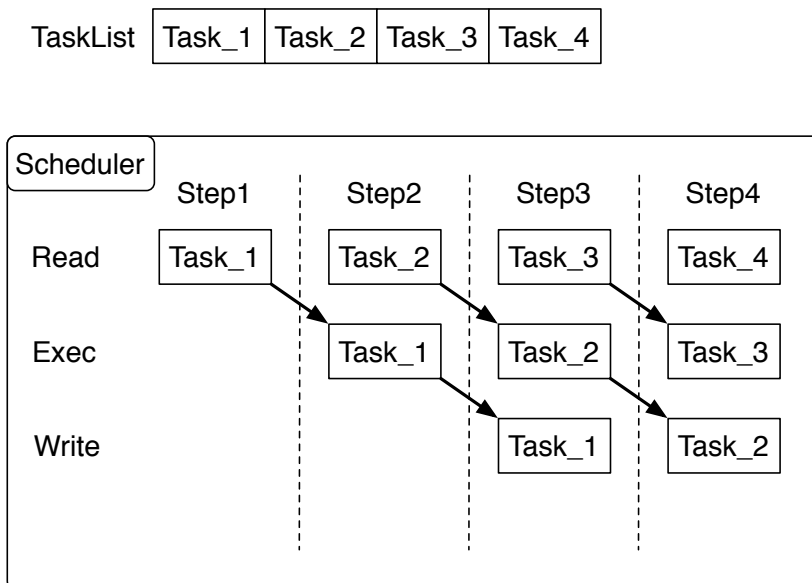 TaskList Task_1 Task_2 Task_3 Task_4
Scheduler
Step1 Step2 Step3 Step4
Read Task_1 Task_2 Task_3 Task_4
Exec Task_1 Task_2 Task_3
Write Task_1 Task_2